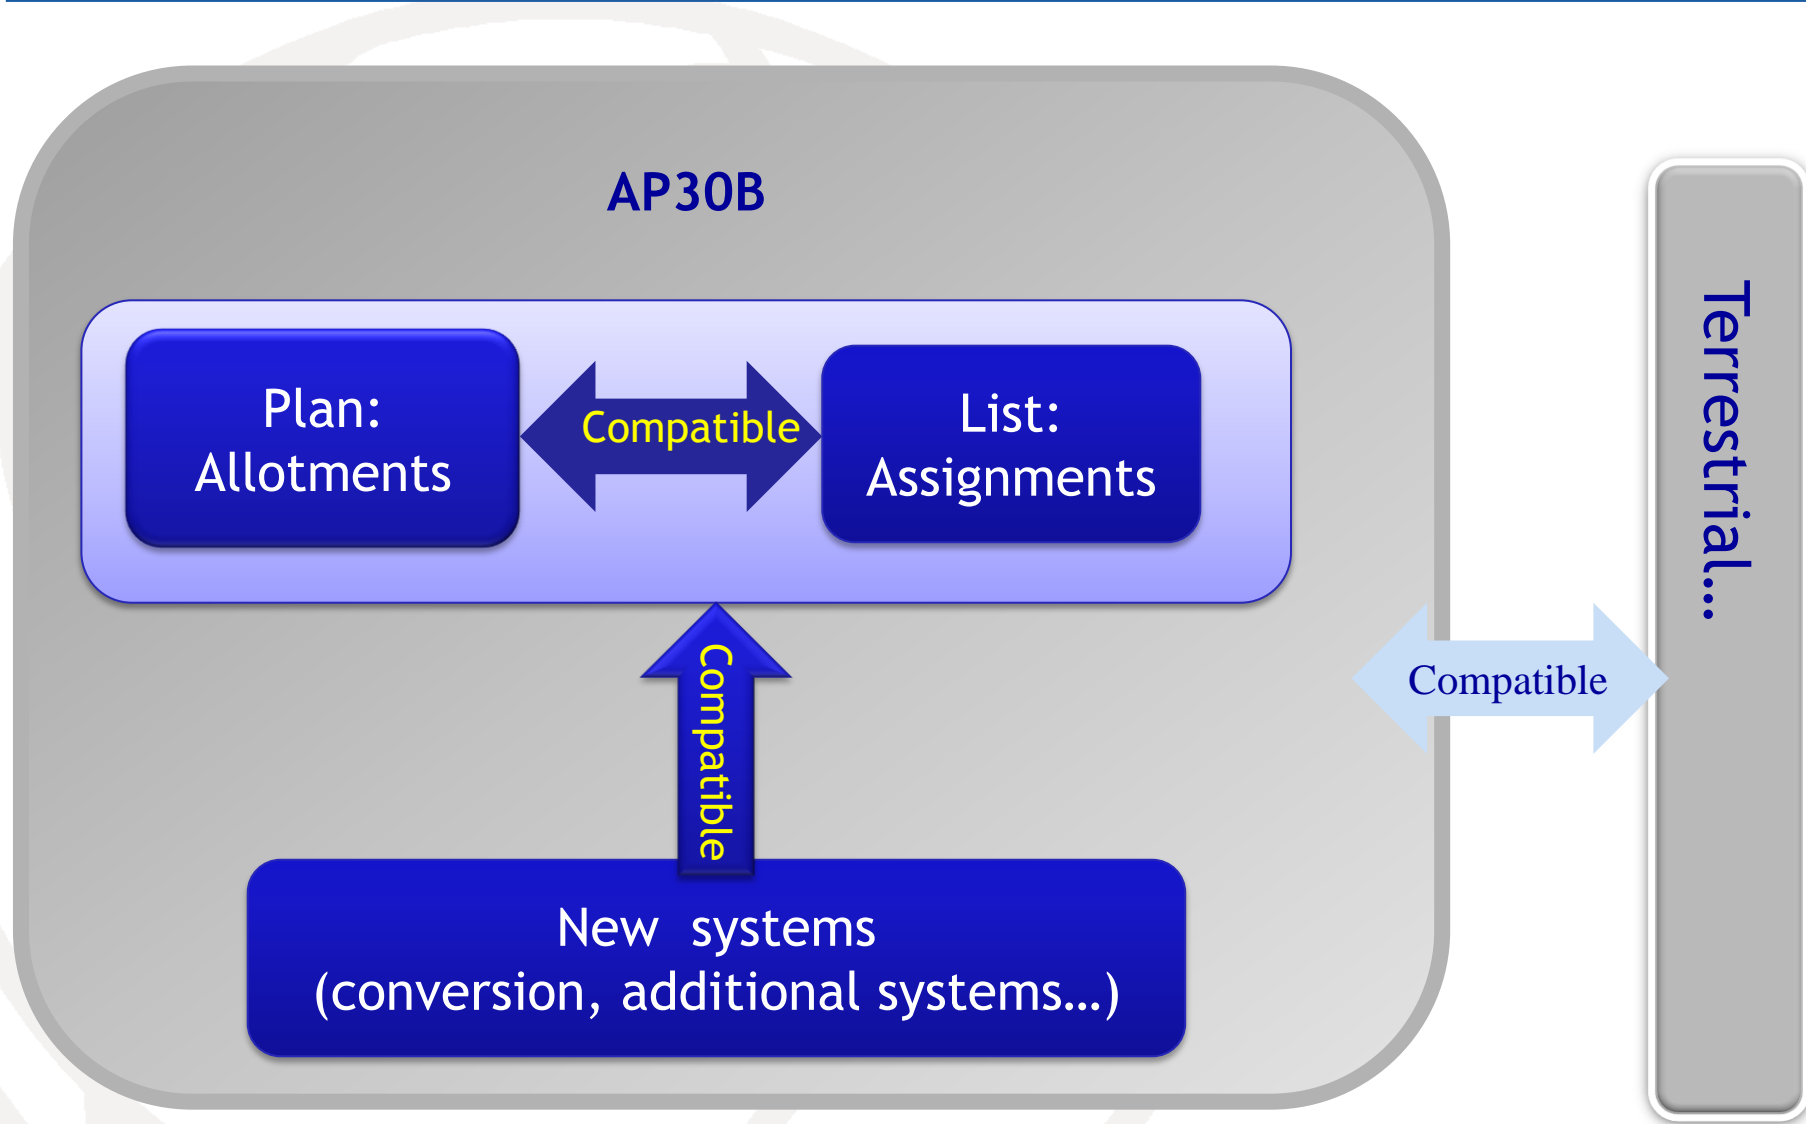 AP30B
Plan:
Allotments
Compatible
List:
Assignments
Compatible
New  systems
(conversion, additional systems...)
Compatible
Terrestrial...